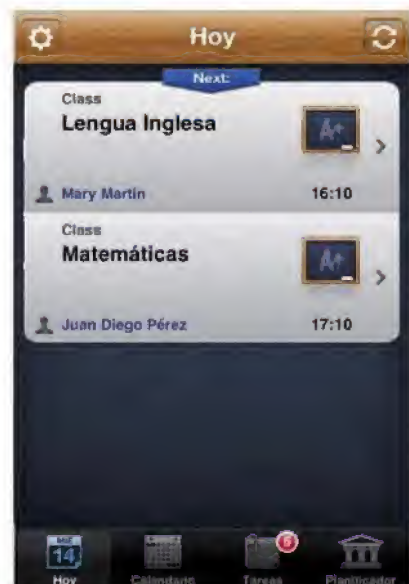 Hoy
Next:
Class
Lengua Inglesa
A+
Mary Martin
16:10
Class
Matemáticas
A+
Juan Diego Pérez
17:10
MIÉ
14
Hoy
Calendario
Tareas
Planificador